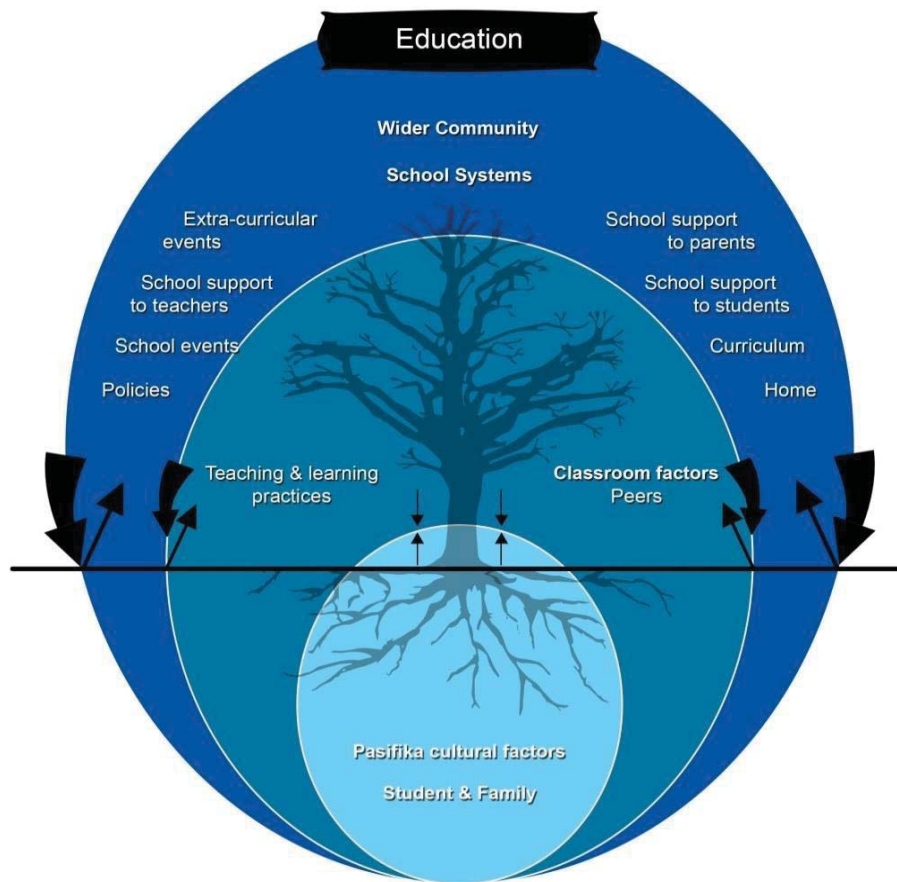 Education
Wider Community
School Systems
Extra-curricular
events
School support
to parents
School support
to teachers
School support
to students
School events
Curriculum
Policies
Home
Teaching & learning
practices
Classroom factors
Peers
Pasifika cultural factors
Student & Family